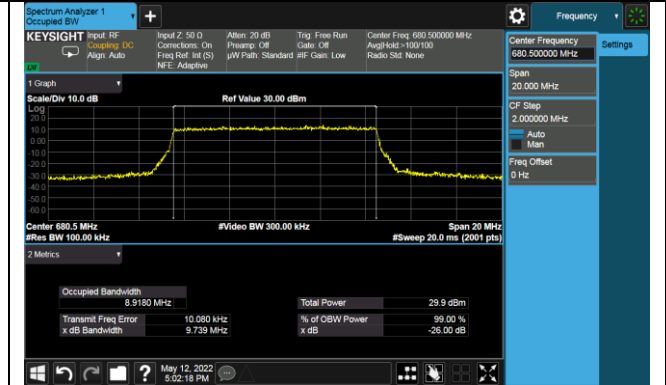 Spectrum Analyzer 1
Occupied BW
+
Frequency
KEYSIGHT
Input: RF
Coupling: DC
Align: Auto
Input Z: 50 Ω
Corrections: On
Freq Ref: Int (S)
NFE: Adaptive
Atten: 20 dB
Preamp: Off
µW Path: Standard
Trig: Free Run
Gate: Off
#IF Gain: Low
Center Freq: 680.500000 MHz
Avg|Hold:>100/100
Radio Std: None
Center Frequency
680.500000 MHz
Settings
Span
20.000 MHz
CF Step
2.000000 MHz
Auto
Man
Freq Offset
0 Hz
1 Graph
Scale/Div 10.0 dB
Ref Value 30.00 dBm
Log
20.0
10.0
0.00
-10.0
-20.0
-30.0
-40.0
-50.0
-60.0
Center 680.5 MHz
#Video BW 300.00 kHz
Span 20 MHz
#Res BW 100.00 kHz
#Sweep 20.0 ms (2001 pts)
2 Metrics
Occupied Bandwidth
8.9180 MHz
Total Power
29.9 dBm
Transmit Freq Error
10.080 kHz
% of OBW Power
99.00 %
x dB Bandwidth
9.739 MHz
x dB
-26.00 dB
?
May 12, 2022
5:02:18 PM